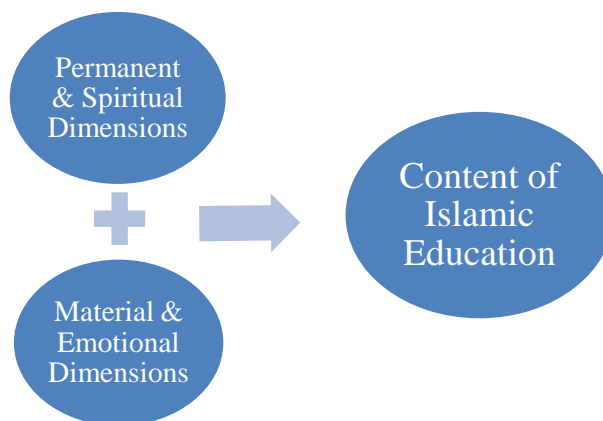 Permanent
& Spiritual
Dimensions
Material &
Emotional
Dimensions
Content of
Islamic
Education